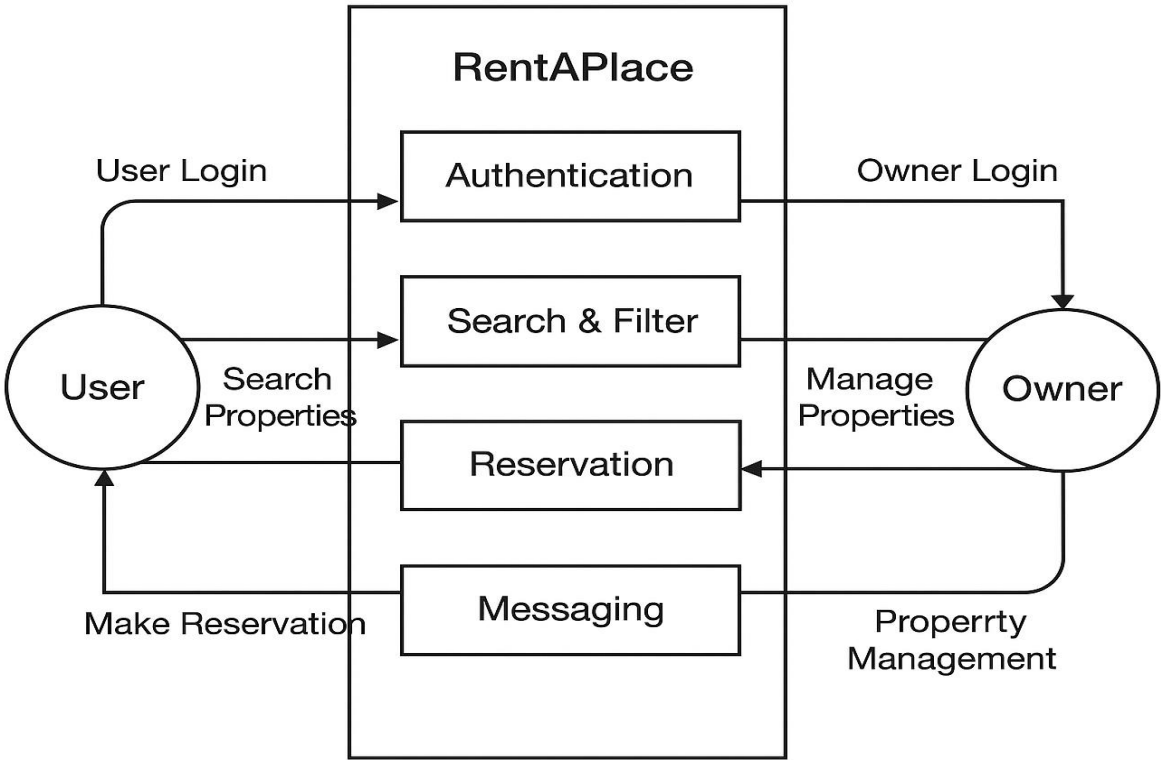 RentAPlace
User Login
Authentication
Owner Login
Search & Filter
User
Search
Properties
Manage
Properties
Owner
Reservation
Make Reservation
Messaging
Properrty
Management